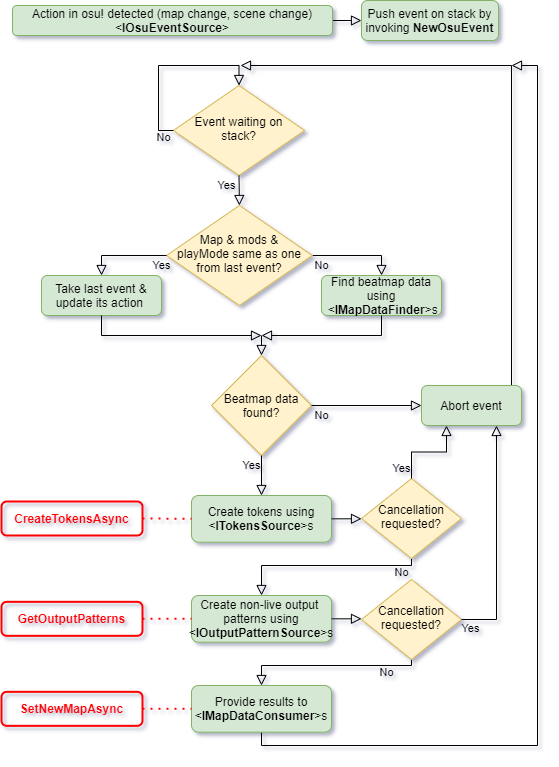 Action in osu! detected (map change, scene change)
<IOsuEventSource>
Push event on stack by
invoking NewOsuEvent
Event waiting on
stack?
No
Yes
Map & mods &
playMode same as one
from last event?
Yes
No
Take last event &
update its action
Find beatmap data
using
<IMapDataFinder>s
Beatmap data
found?
No
Abort event
Yes
Yes
CreateTokensAsync
Create tokens using
<ITokensSource>s
Cancellation
requested?
No
GetOutputPatterns
Create non-live output
patterns using
<IOutputPatternSource>s
Cancellation
requested?
Yes
No
SetNewMapAsync
Provide results to
<IMapDataConsumer>s